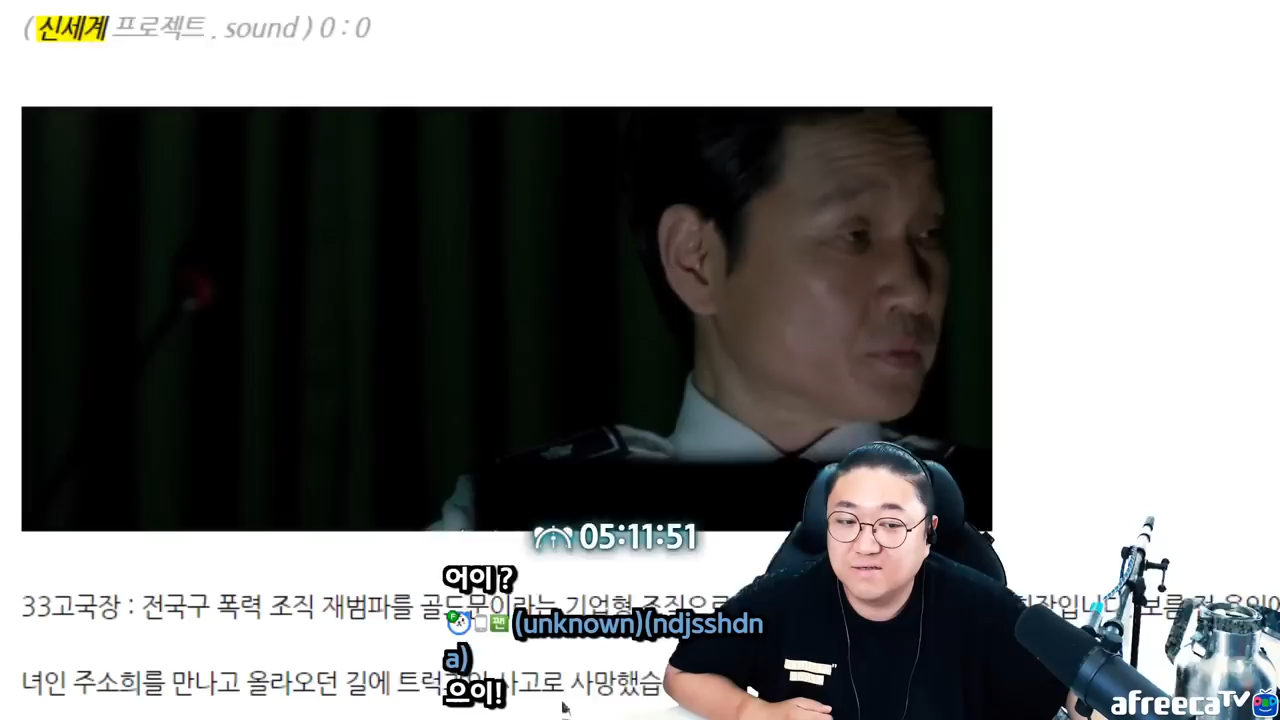 ( 신세계 프로젝트 . sound ) 0 : 0
05:11:51
어이 ?
33고국장 : 전국구 폭력 조직 재범파를 골드문이라는 기업형 조직으로
(unknown)(ndjsshdn
a)
녀인 주소희를 만나고 올라오던 길에 사고로 사망했습
으이!
afreecaTV